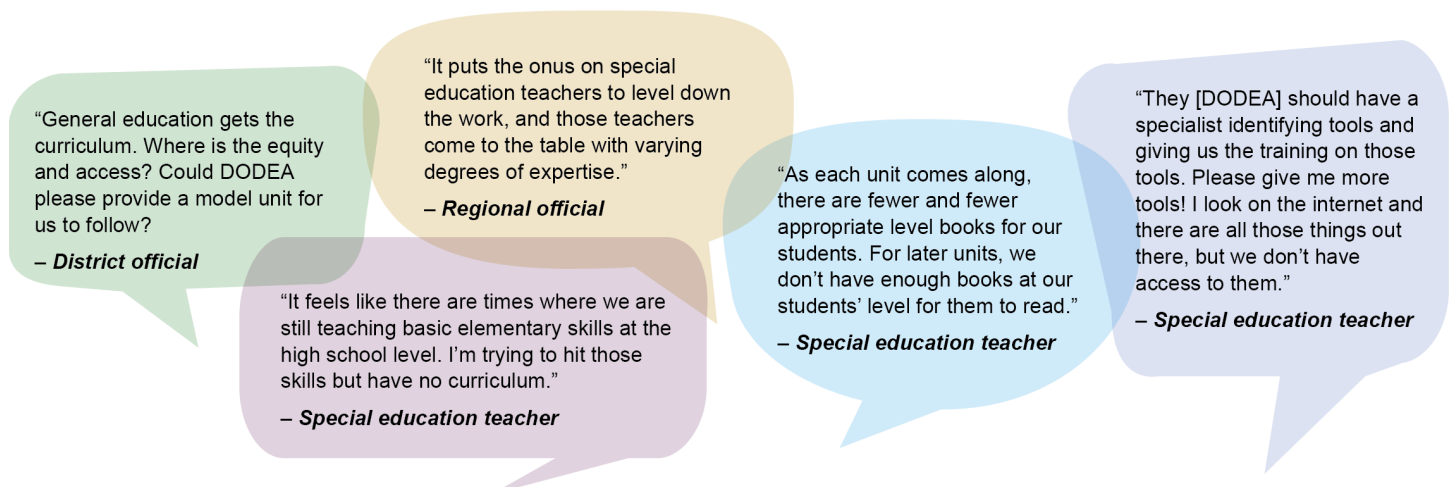 “General education gets the
curriculum. Where is the equity
and access? Could DODEA
please provide a model unit for
us to follow?
– District official
“It puts the onus on special
education teachers to level down
the work, and those teachers
come to the table with varying
degrees of expertise.”
– Regional official
“It feels like there are times where we are
still teaching basic elementary skills at the
high school level. I’m trying to hit those
skills but have no curriculum.”
– Special education teacher
“As each unit comes along,
there are fewer and fewer
appropriate level books for our
students. For later units, we
don’t have enough books at our
students’ level for them to read.”
– Special education teacher
“They [DODEA] should have a
specialist identifying tools and
giving us the training on those
tools. Please give me more
tools! I look on the internet and
there are all those things out
there, but we don’t have
access to them.”
– Special education teacher